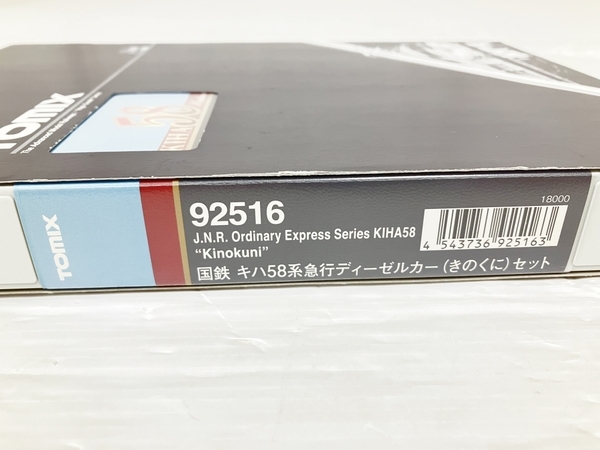 TOMIX
KIHA58
TOMIX
92516
18000
J.N.R. Ordinary Express Series KIHA58
“Kinokuni”
4 543736 925163
国鉄 キハ58系急行ディーゼルカー(きのくに)セット